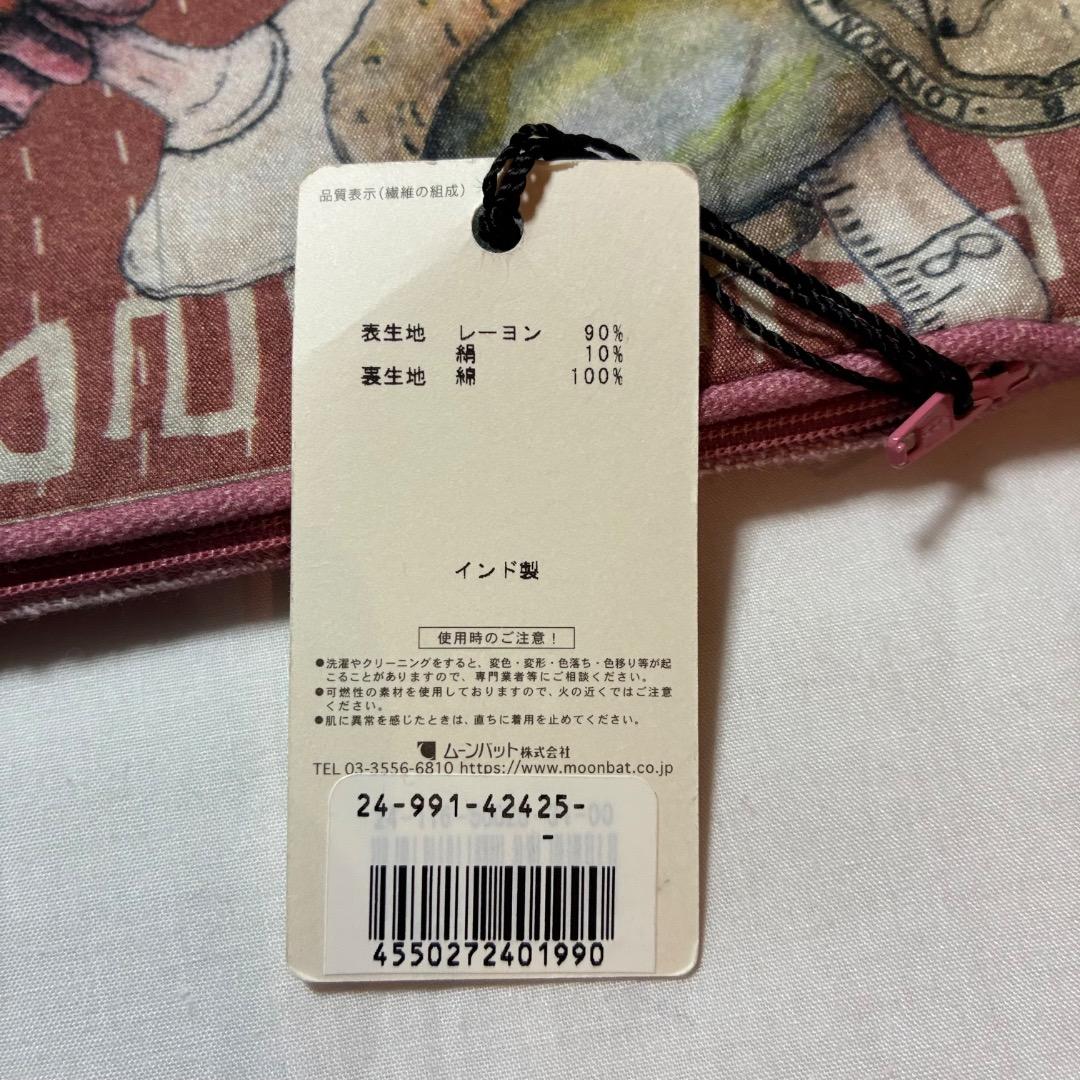 LONDON
品質表示(繊維の組成)
表生地 レーヨン 90%
絹 10%
裏生地 綿 100%
インド製
使用時のご注意!
●洗濯やクリーニングをすると、変色・変形・色落ち・色移り等が起
こることがありますので、専門業者等にご相談ください。
●可燃性の素材を使用しておりますので、火の近くではご注意
ください。
●肌に異常を感じたときは、直ちに着用を止めてください。
ムーンバット株式会社
TEL 03-3556-6810 https://www.moonbat.co.jp
24-991-42425-
-
4550272401990